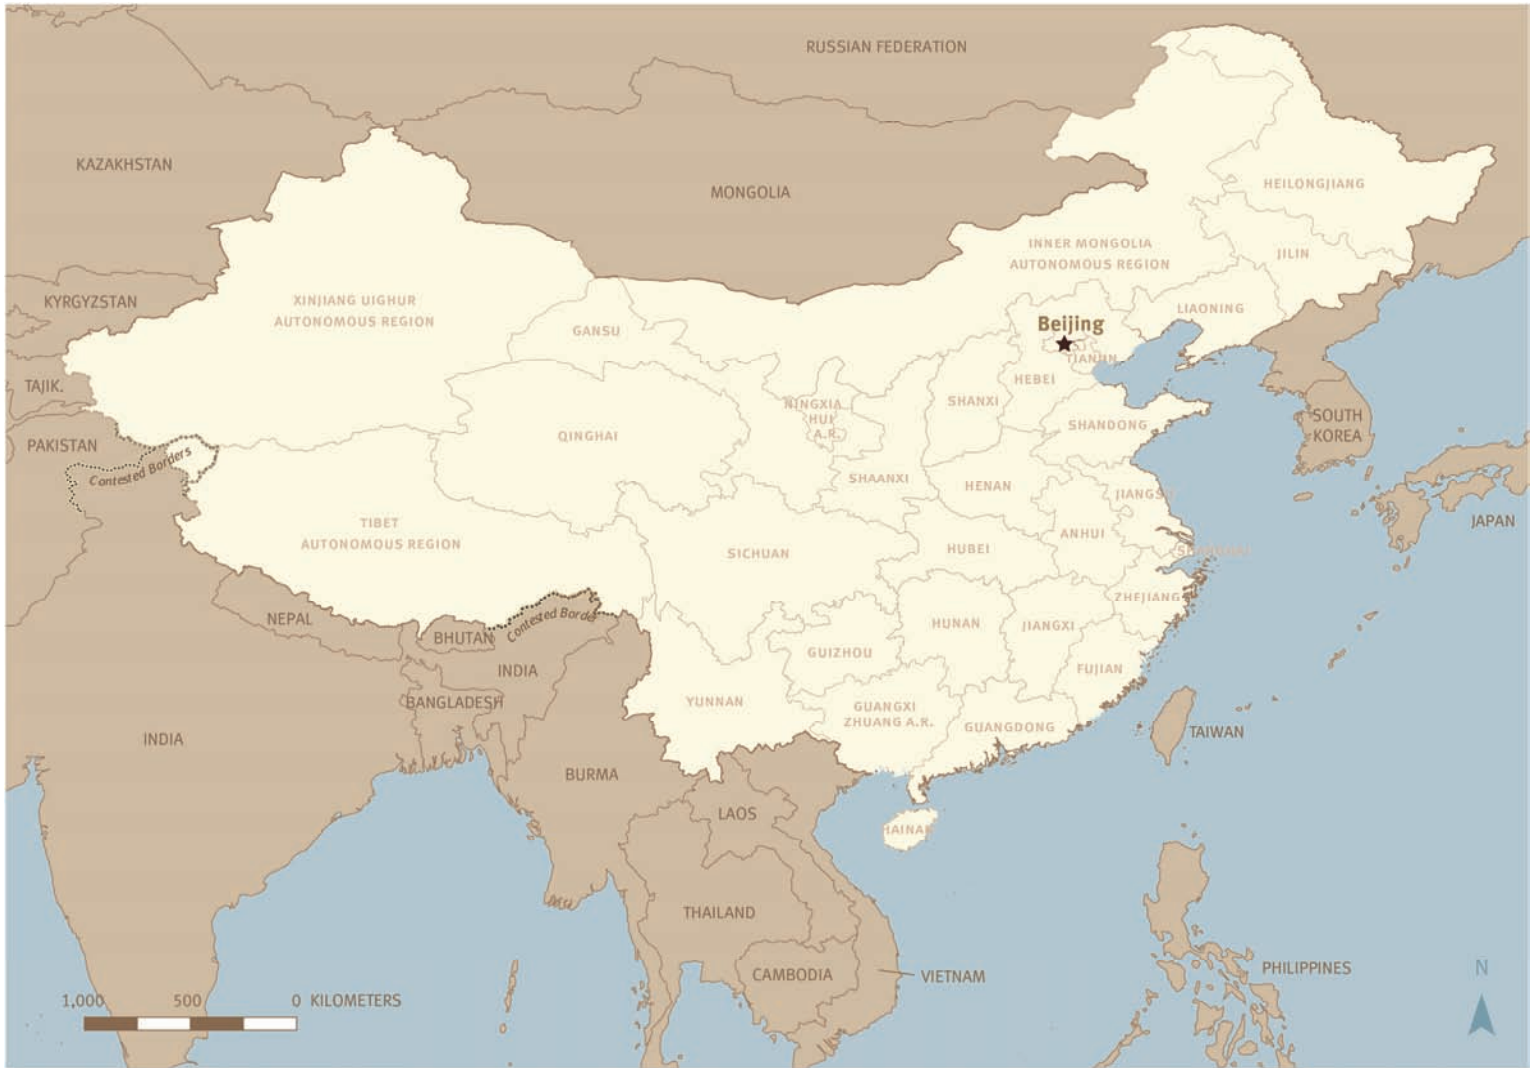 RUSSIAN FEDERATION
KAZAKHSTAN
MONGOLIA
HEILONGJIANG
INNER MONGOLIA
AUTONOMOUS REGION
JILIN
KYRGYZSTAN
XINJIANG UIGHUR
AUTONOMOUS REGION
GANSU
LIAONING
Beijing
TIANJIN
TAJIK.
HEBEI
NINGXIA
HUI
A.R.
SHANXI
SHANDONG
SOUTH
KOREA
PAKISTAN
QINGHAI
Contested Borders
SHAANXI
HENAN
JIANGSU
JAPAN
TIBET
AUTONOMOUS REGION
SICHUAN
HUBEI
ANHUI
SHANGHAI
ZHEJIANG
NEPAL
BHUTAN
Contested Border
HUNAN
JIANGXI
GUIZHOU
FUJIAN
INDIA
BANGLADESH
YUNNAN
GUANGXI
ZHUANG A.R.
GUANGDONG
TAIWAN
INDIA
BURMA
LAOS
HAINAN
THAILAND
CAMBODIA
VIETNAM
PHILIPPINES
N
1,000 500 0 KILOMETERS